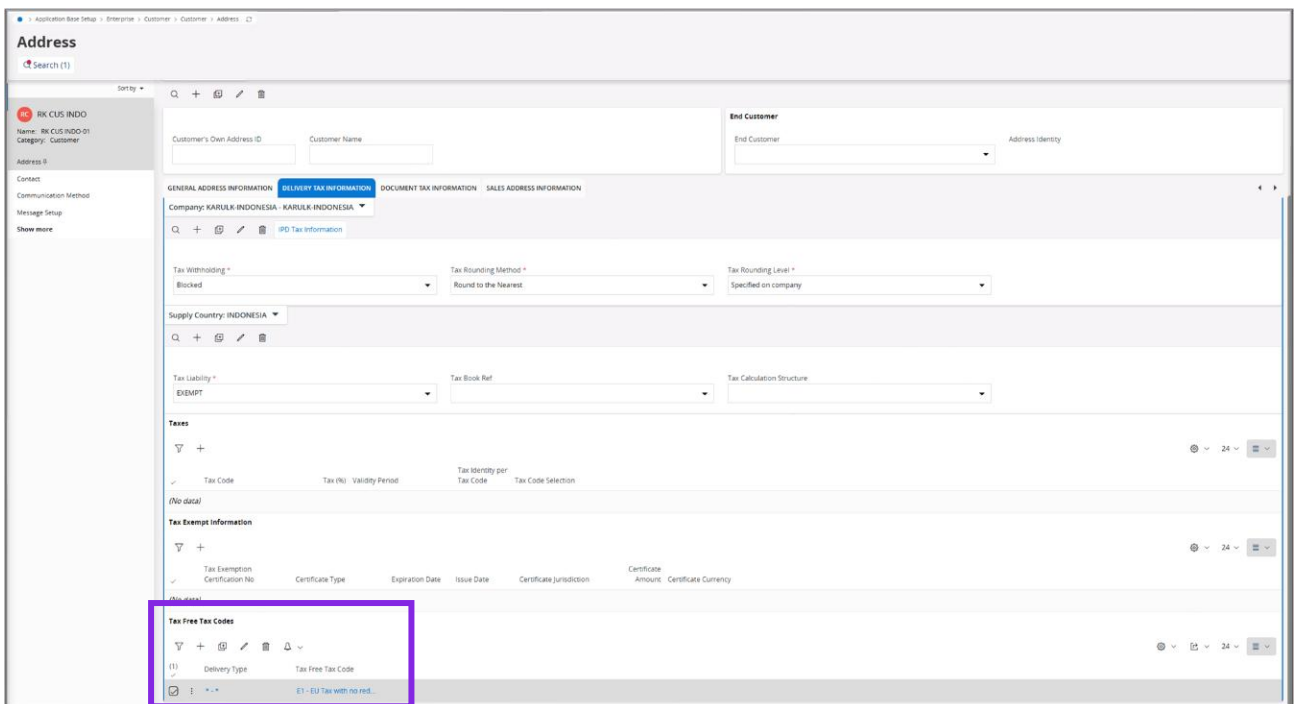 Application Base Setup > Enterprise > Customer > Customer > Address
Address
Search (1)
Sort by
RC RK CUS INDO
Name: RK CUS INDO-01
Category: Customer
Address
Contact
Communication Method
Message Setup
Show more
Customer's Own Address ID Customer Name
End Customer
End Customer Address Identity
GENERAL ADDRESS INFORMATION DELIVERY TAX INFORMATION DOCUMENT TAX INFORMATION SALES ADDRESS INFORMATION
Company: KARULK-INDONESIA - KARULK-INDONESIA
IPD Tax Information
Tax Withholding * Tax Rounding Method * Tax Rounding Level *
Blocked Round to the Nearest Specified on company
Supply Country: INDONESIA
Tax Liability * Tax Book Ref Tax Calculation Structure
EXEMPT
Taxes
24
Tax Code Tax (%) Validity Period Tax Identity per Tax Code Tax Code Selection
(No data)
Tax Exempt Information
24
Tax Exemption Certification No Certificate Type Expiration Date Issue Date Certificate Jurisdiction Certificate Amount Certificate Currency
(No data)
Tax Free Tax Codes
24
(1) Delivery Type Tax Free Tax Code
* - * E1 - EU Tax with no red...